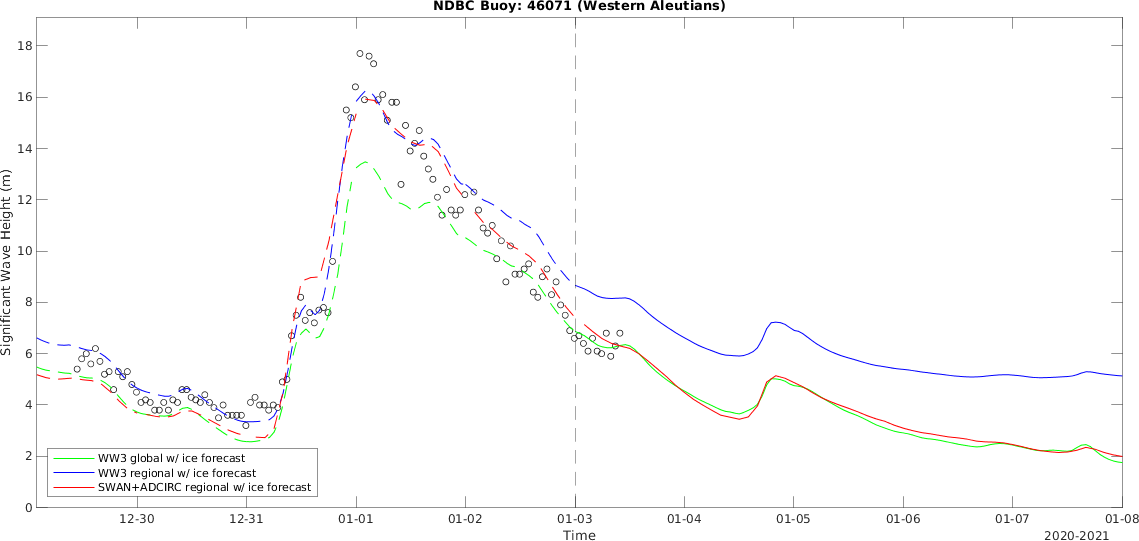 NDBC Buoy: 46071 (Western Aleutians)
Significant Wave Height (m)
18
16
14
12
10
8
6
4
2
0
WW3 global w/ ice forecast
WW3 regional w/ ice forecast
SWAN+ADCIRC regional w/ ice forecast
12-30 12-31 01-01 01-02 01-03 01-04 01-05 01-06 01-07 01-08
Time
2020-2021